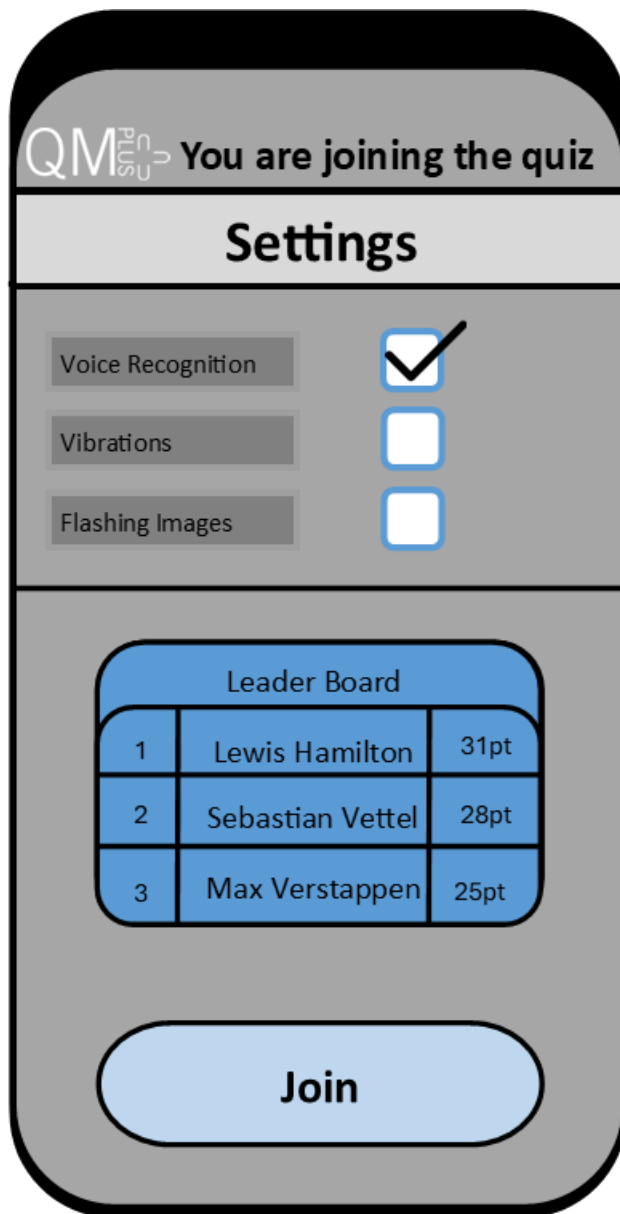 QM PLUS You are joining the quiz
Settings
Voice Recognition
Vibrations
Flashing Images
Leader Board
1 Lewis Hamilton 31pt
2 Sebastian Vettel 28pt
3 Max Verstappen 25pt
Join